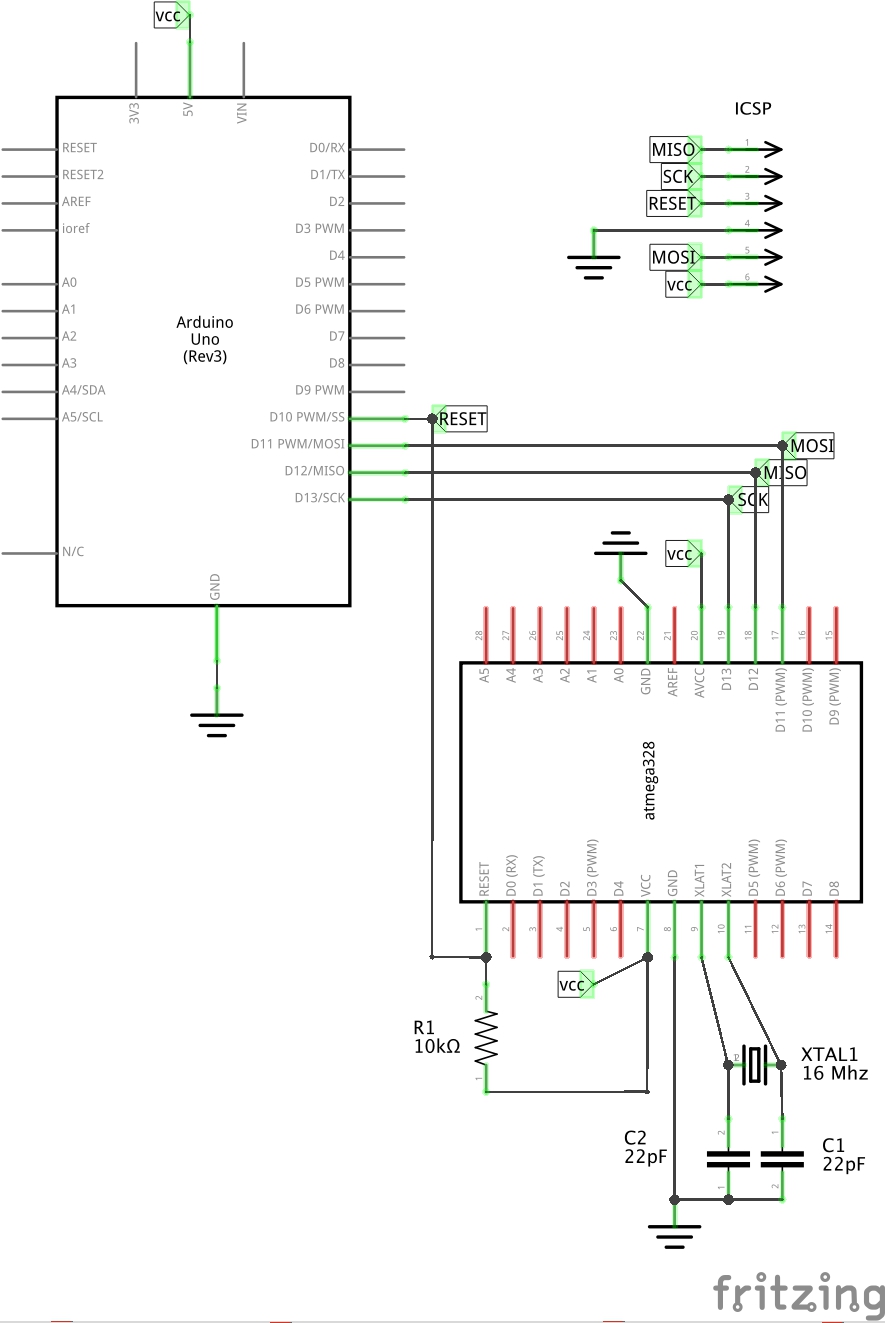 vcc
3V3
5V
VIN
RESET
RESET2
AREF
ioref
A0
A1
A2
A3
A4/SDA
A5/SCL
N/C
Arduino
Uno
(Rev3)
D0/RX
D1/TX
D2
D3 PWM
D4
D5 PWM
D6 PWM
D7
D8
D9 PWM
D10 PWM/SS
D11 PWM/MOSI
D12/MISO
D13/SCK
GND
ICSP
MISO 1
SCK 2
RESET 3
4
MOSI 5
vcc 6
RESET
MOSI
MISO
SCK
vcc
28 27 26 25 24 23 22 21 20 19 18 17 16 15
A5 A4 A3 A2 A1 A0 GND AREF AVCC D13 D12 D11 (PWM) D10 (PWM) D9 (PWM)
atmega328
RESET D0 (RX) D1 (TX) D2 D3 (PWM) D4 VCC GND XLAT1 XLAT2 D5 (PWM) D6 (PWM) D7 D8
1 2 3 4 5 6 7 8 9 10 11 12 13 14
vcc
2
R1
10kΩ
1
XTAL1
16 Mhz
C2
22pF
2
1
1
2
C1
22pF
fritzing